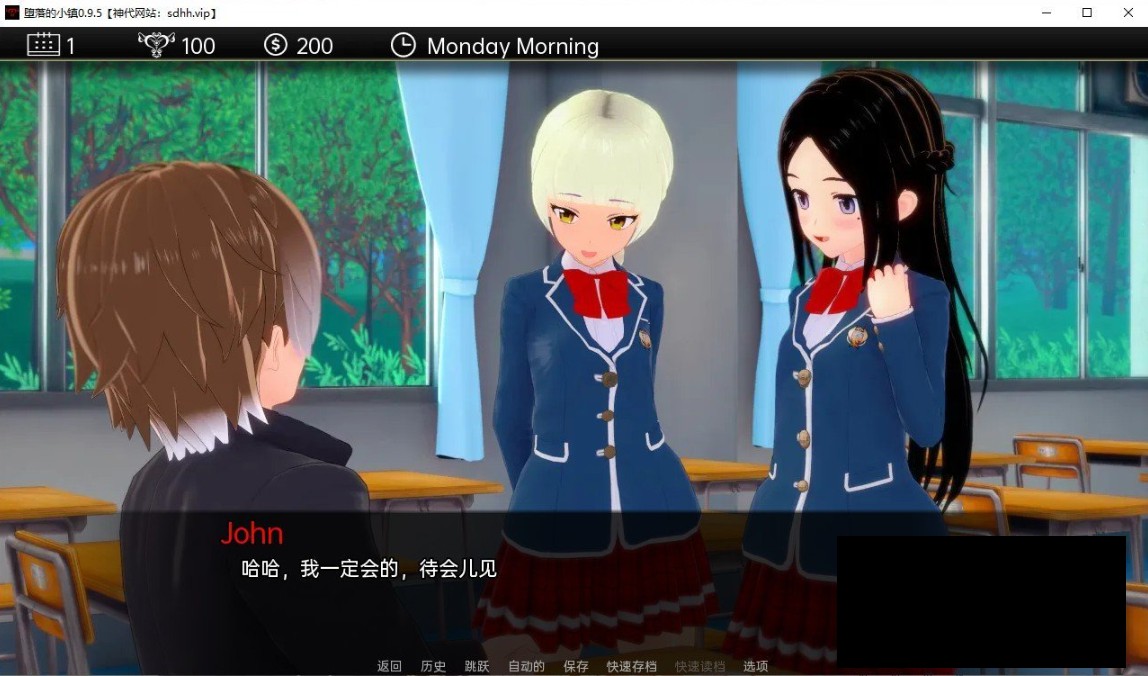 堕落的小镇0.9.5【神代网站：sdhh.vip】
1 100 200 Monday Morning
John
哈哈，我一定会的，待会儿见
返回 历史 跳跃 自动的 保存 快速存档 快速读档 选项